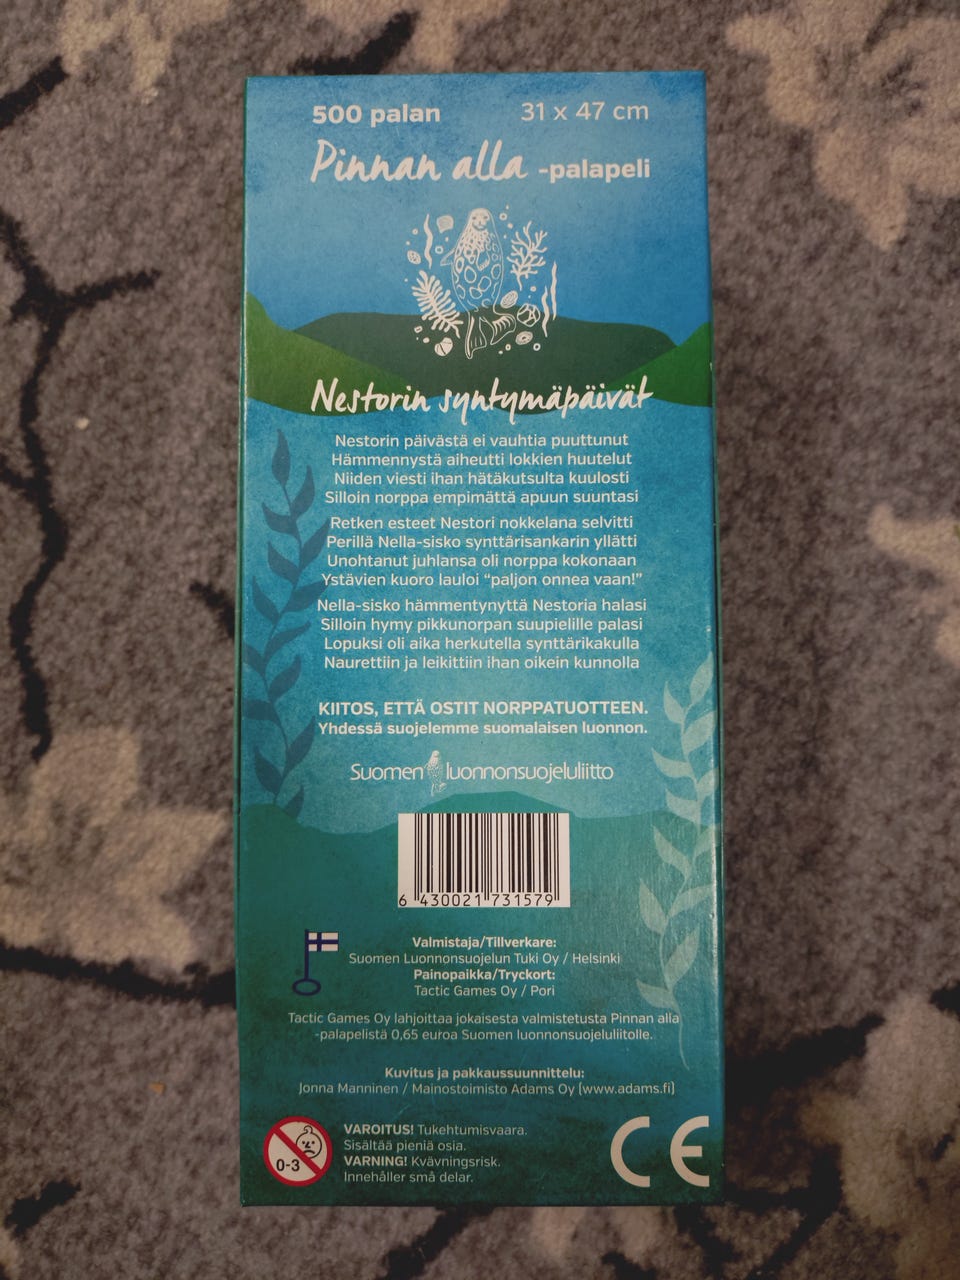 500 palan 31 x 47 cm
Pinnan alla -palapeli
Nestorin syntymäpäivät
Nestorin päivästä ei vauhtia puuttunut
Hämmennystä aiheutti lokkien huutelut
Niiden viesti ihan hätäkutsulta kuulosti
Silloin norppa empimättä apuun suuntasi
Retken esteet Nestori nokkelana selvitti
Perillä Nella-sisko synttärisankarin yllätti
Unohtanut juhlansa oli norppa kokonaan
Ystävien kuoro lauloi “paljon onnea vaan!”
Nella-sisko hämmentynyttä Nestoria halasi
Silloin hymy pikkunorpan suupielille palasi
Lopuksi oli aika herkutella synttärikakulla
Naurettiin ja leikittiin ihan oikein kunnolla
KIITOS, ETTÄ OSTIT NORPPATUOTTEEN.
Yhdessä suojelemme suomalaisen luonnon.
Suomen luonnonsuojeluliitto
6 430021 731579
Valmistaja/Tillverkare:
Suomen Luonnonsuojelun Tuki Oy / Helsinki
Painopaikka/Tryckort:
Tactic Games Oy / Pori
Tactic Games Oy lahjoittaa jokaisesta valmistetusta Pinnan alla
-palapelistä 0,65 euroa Suomen luonnonsuojeluliitolle.
Kuvitus ja pakkaussuunnittelu:
Jonna Manninen / Mainostoimisto Adams Oy (www.adams.fi)
0-3
VAROITUS! Tukehtumisvaara.
Sisältää pieniä osia.
VARNING! Kvävningsrisk.
Innehåller små delar.
CE